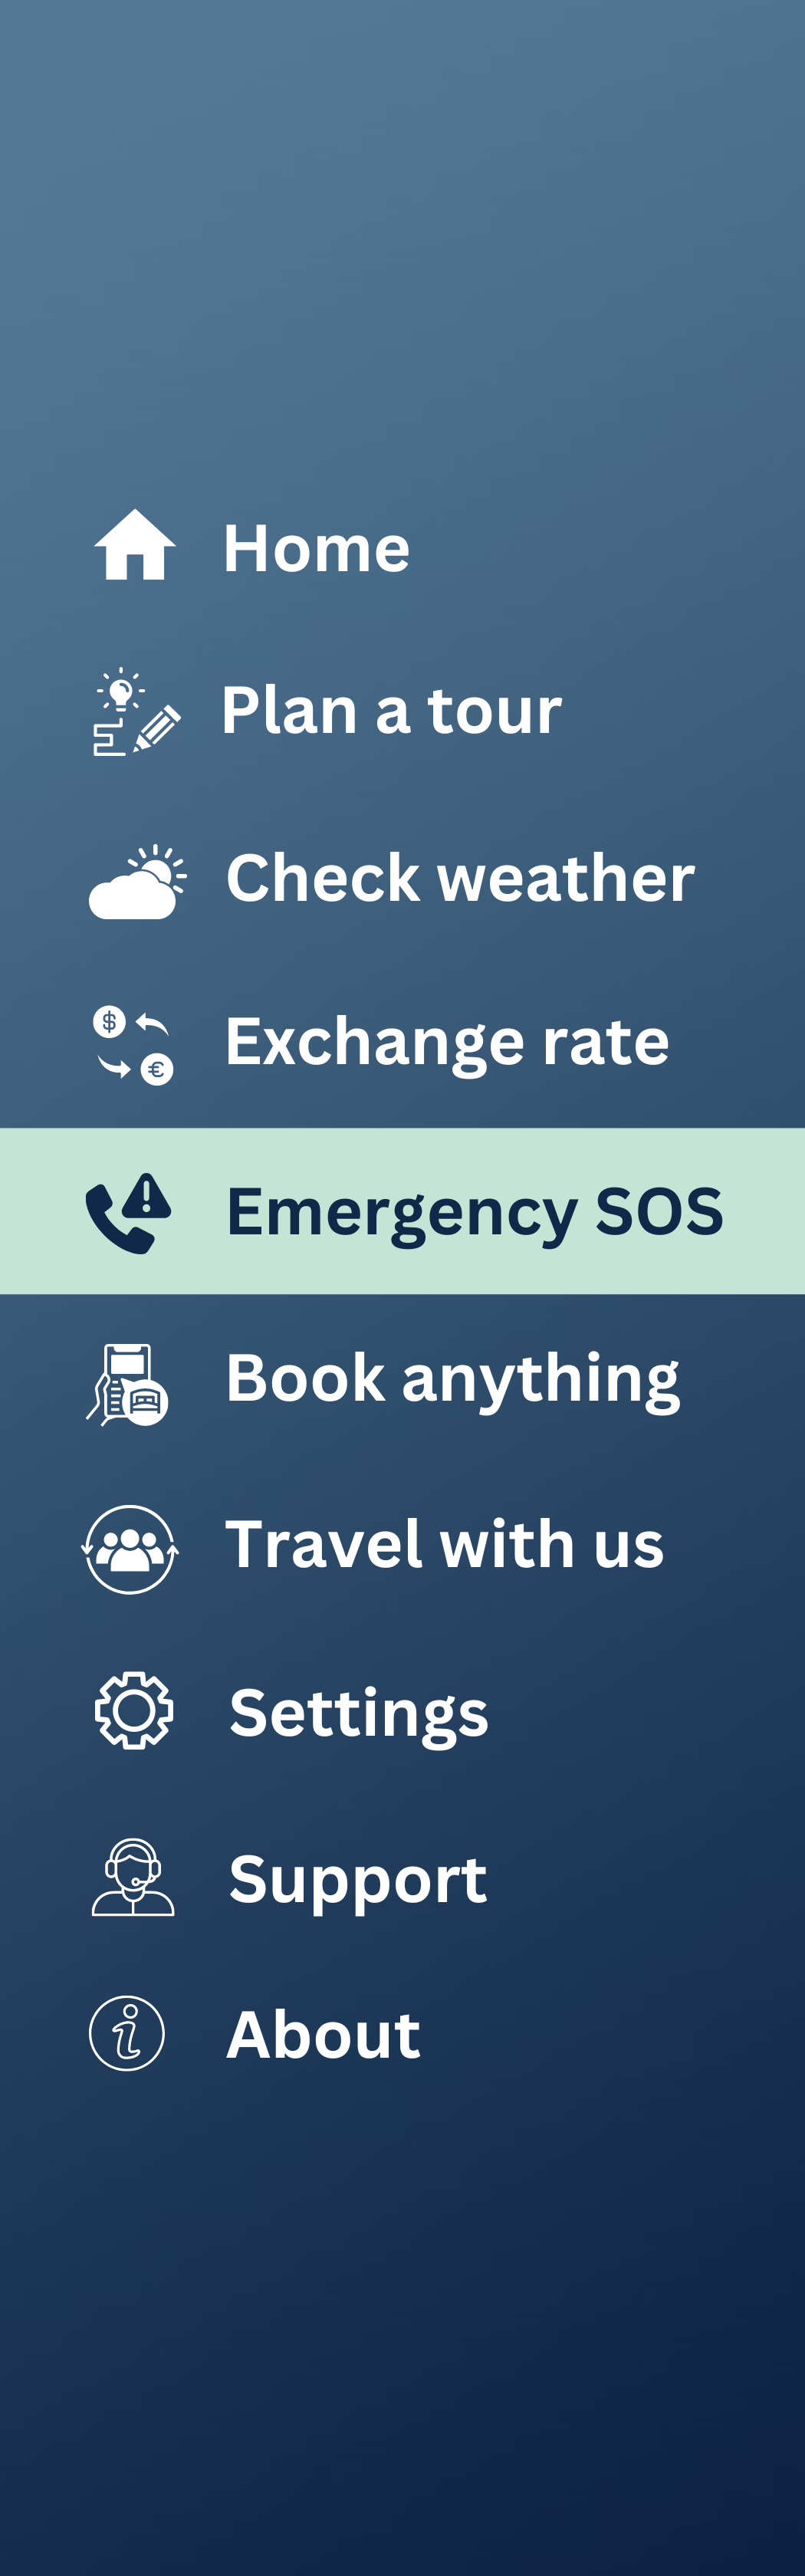 Home
Plan a tour
Check weather
$
Exchange rate
€
Emergency SOS
Book anything
Travel with us
Settings
Support
i
About